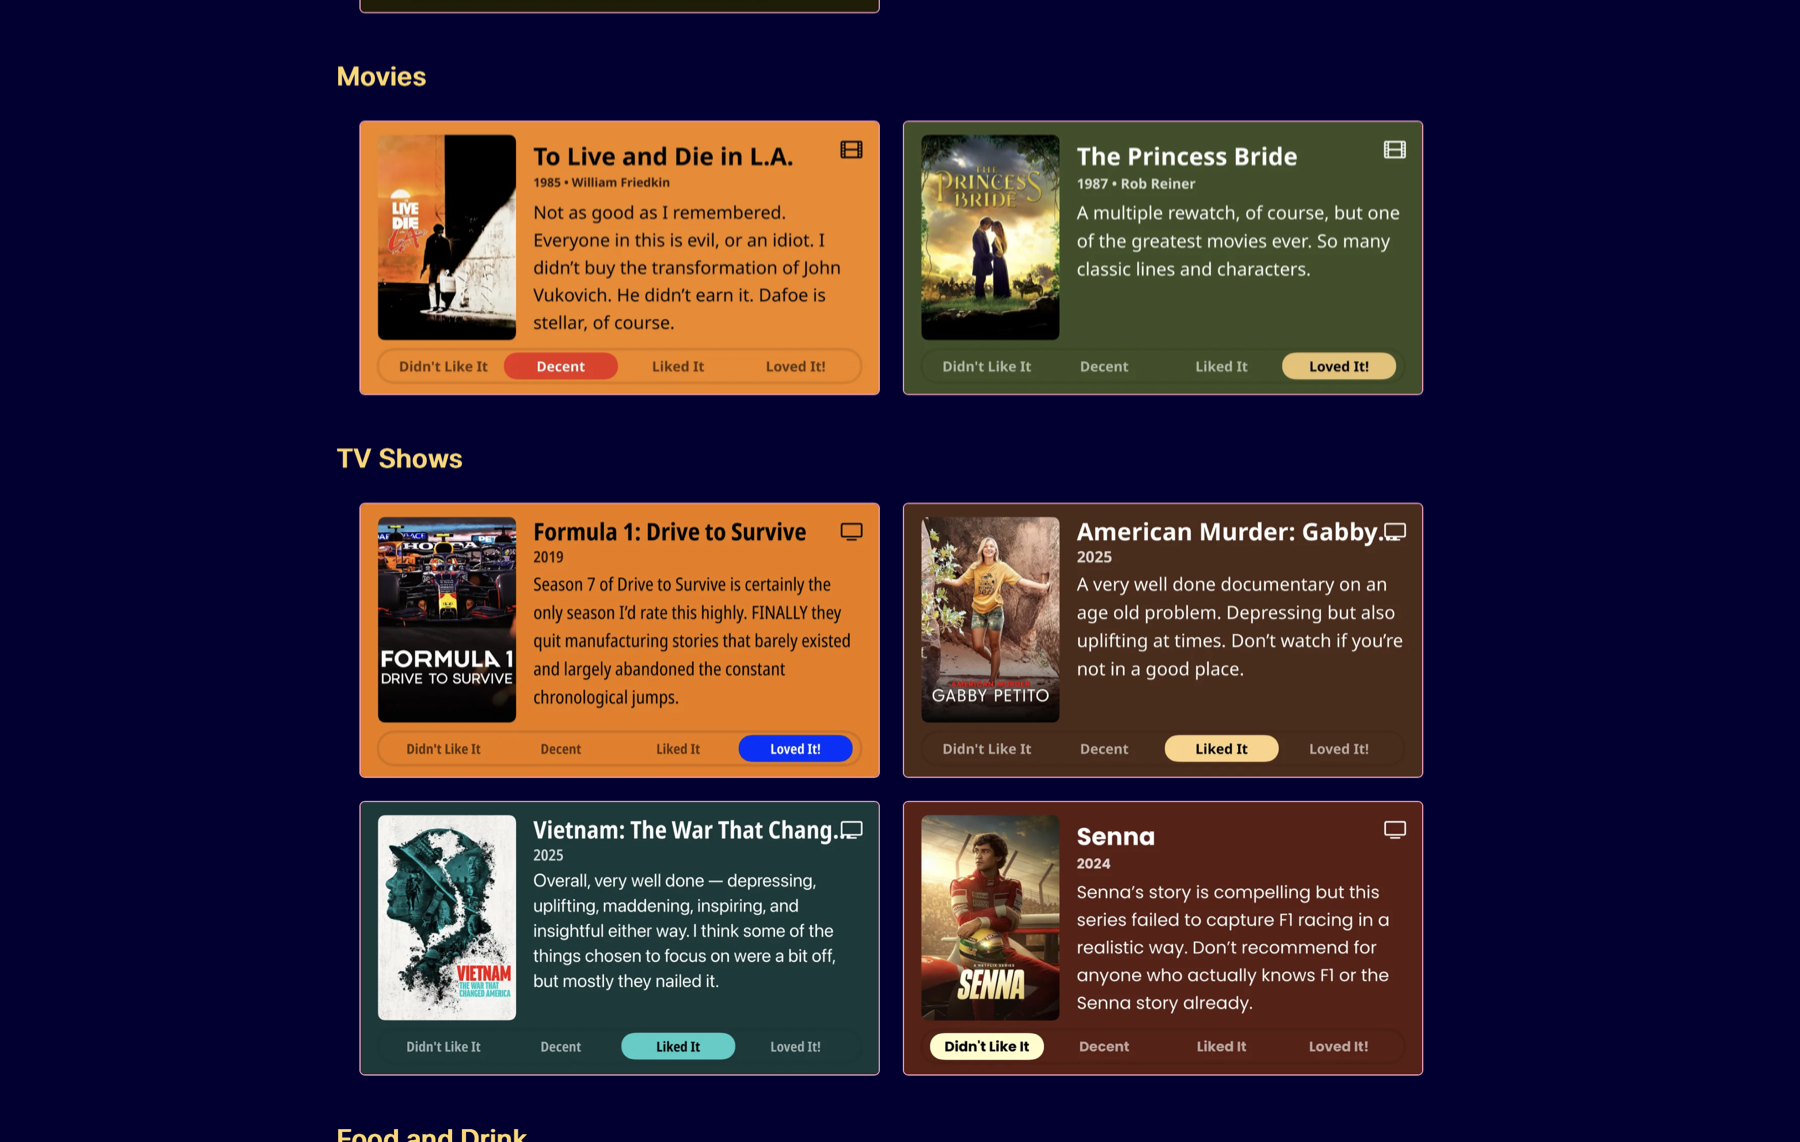 Movies
To Live and Die in L.A.
1985 • William Friedkin
Not as good as I remembered.
Everyone in this is evil, or an idiot. I
didn’t buy the transformation of John
Vukovich. He didn’t earn it. Dafoe is
stellar, of course.
LIVE
DIE
L.A.
Didn't Like It
Decent
Liked It
Loved It!
The Princess Bride
1987 • Rob Reiner
A multiple rewatch, of course, but one
of the greatest movies ever. So many
classic lines and characters.
THE
PRINCESS
BRIDE
Didn't Like It
Decent
Liked It
Loved It!
TV Shows
Formula 1: Drive to Survive
2019
Season 7 of Drive to Survive is certainly the
only season I’d rate this highly. FINALLY they
quit manufacturing stories that barely existed
and largely abandoned the constant
chronological jumps.
HONDA
FORMULA 1
DRIVE TO SURVIVE
Didn't Like It
Decent
Liked It
Loved It!
American Murder: Gabby...
2025
A very well done documentary on an
age old problem. Depressing but also
uplifting at times. Don’t watch if you’re
not in a good place.
AMERICAN MURDER
GABBY PETITO
Didn't Like It
Decent
Liked It
Loved It!
Vietnam: The War That Chang...
2025
Overall, very well done — depressing,
uplifting, maddening, inspiring, and
insightful either way. I think some of the
things chosen to focus on were a bit off,
but mostly they nailed it.
VIETNAM
THE WAR THAT
CHANGED AMERICA
Didn't Like It
Decent
Liked It
Loved It!
Senna
2024
Senna’s story is compelling but this
series failed to capture F1 racing in a
realistic way. Don’t recommend for
anyone who actually knows F1 or the
Senna story already.
A NETFLIX SERIES
SENNA
Didn't Like It
Decent
Liked It
Loved It!
Food and Drink